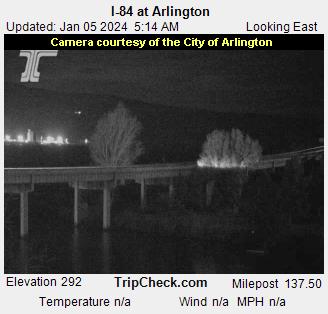 I-84 at Arlington
Updated: Jan 05 2024 5:14 AM Looking East
Camera courtesy of the City of Arlington
Elevation 292 TripCheck.com Milepost 137.50
Temperature n/a Wind n/a MPH n/a